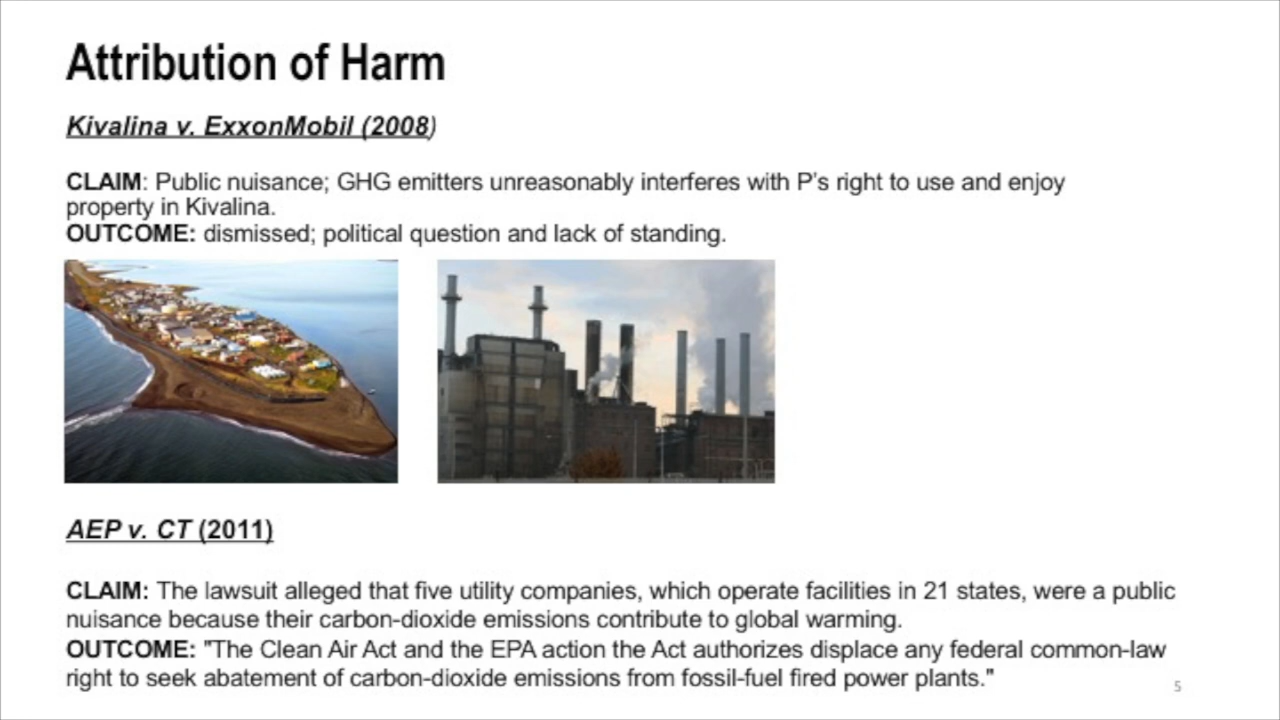 Attribution of Harm
Kivalina v. ExxonMobil (2008)
CLAIM: Public nuisance; GHG emitters unreasonably interferes with P's right to use and enjoy
property in Kivalina.
OUTCOME: dismissed; political question and lack of standing.
AEP v. CT (2011)
CLAIM: The lawsuit alleged that five utility companies, which operate facilities in 21 states, were a public
nuisance because their carbon-dioxide emissions contribute to global warming.
OUTCOME: "The Clean Air Act and the EPA action the Act authorizes displace any federal common-law
right to seek abatement of carbon-dioxide emissions from fossil-fuel fired power plants."
5